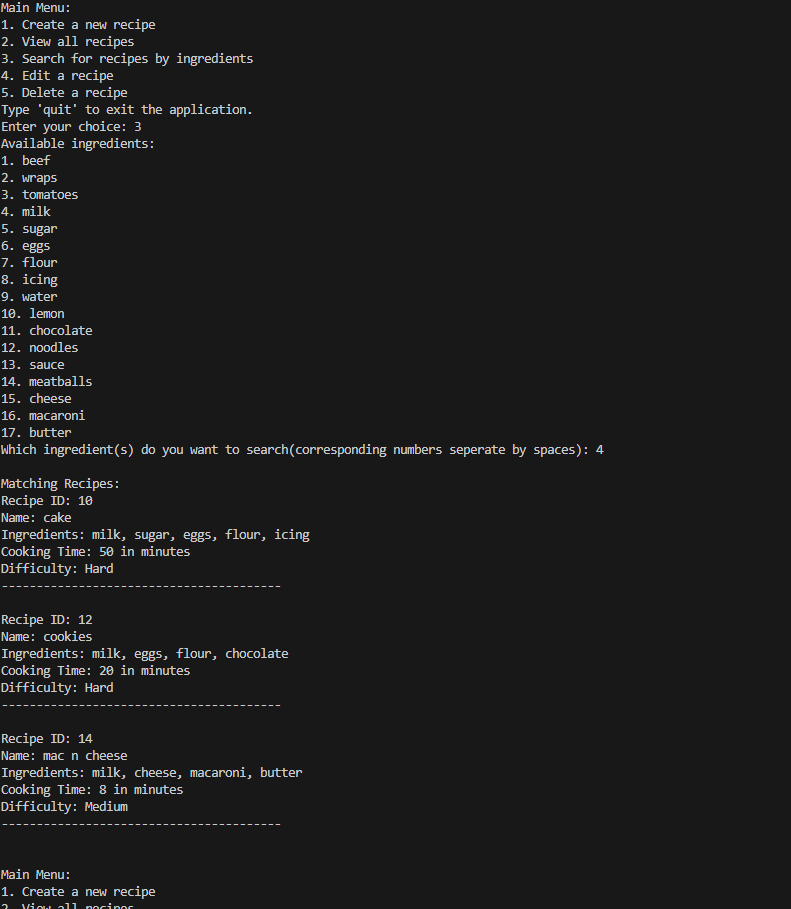 Main Menu:
1. Create a new recipe
2. View all recipes
3. Search for recipes by ingredients
4. Edit a recipe
5. Delete a recipe
Type 'quit' to exit the application.
Enter your choice: 3
Available ingredients:
1. beef
2. wraps
3. tomatoes
4. milk
5. sugar
6. eggs
7. flour
8. icing
9. water
10. lemon
11. chocolate
12. noodles
13. sauce
14. meatballs
15. cheese
16. macaroni
17. butter
Which ingredient(s) do you want to search(corresponding numbers seperate by spaces): 4

Matching Recipes:
Recipe ID: 10
Name: cake
Ingredients: milk, sugar, eggs, flour, icing
Cooking Time: 50 in minutes
Difficulty: Hard
----------------------------------------

Recipe ID: 12
Name: cookies
Ingredients: milk, eggs, flour, chocolate
Cooking Time: 20 in minutes
Difficulty: Hard
----------------------------------------

Recipe ID: 14
Name: mac n cheese
Ingredients: milk, cheese, macaroni, butter
Cooking Time: 8 in minutes
Difficulty: Medium
----------------------------------------

Main Menu:
1. Create a new recipe
2. View all recipes